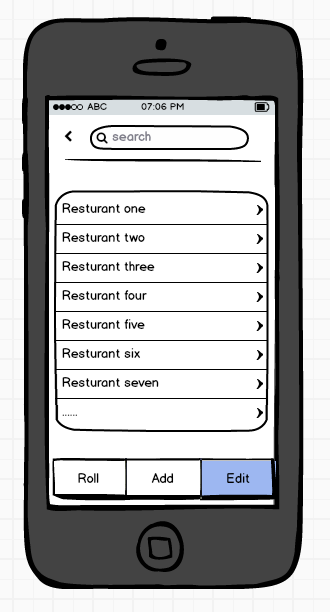 ABC 07:06 PM
search
Resturant one
Resturant two
Resturant three
Resturant four
Resturant five
Resturant six
Resturant seven
......
Roll Add Edit